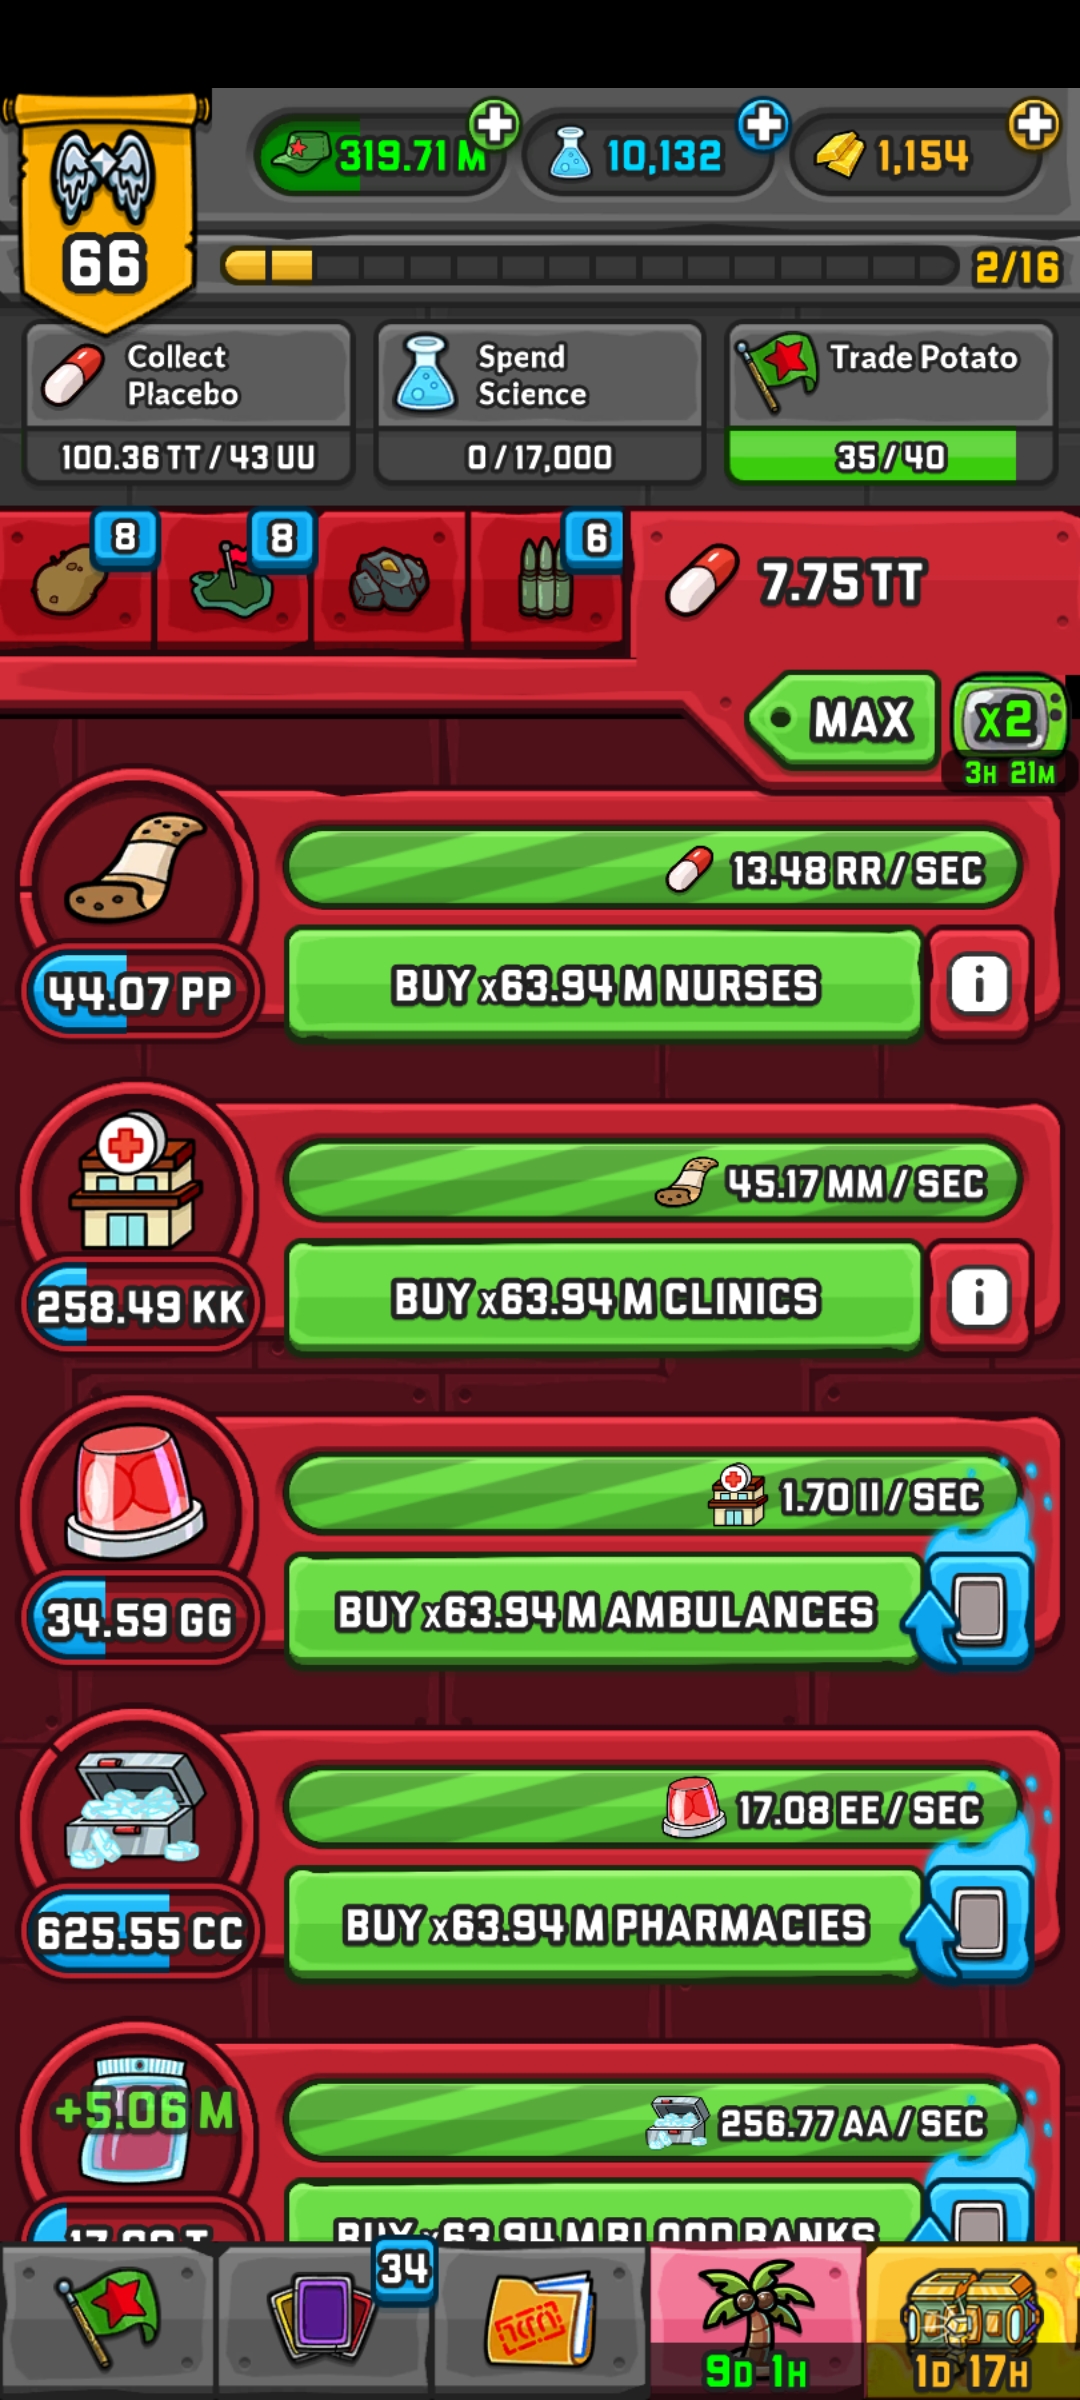 319.71 M
10,132
1,154
66
2/16
Collect
Placebo
Spend
Science
Trade Potato
100.36 TT / 43 UU
0 / 17,000
35 / 40
8
8
6
7.75 TT
MAX
x2
3H 21M
13.48 RR / SEC
44.07 PP
BUY x63.94 M NURSES
i
45.17 MM / SEC
258.49 KK
BUY x63.94 M CLINICS
i
1.70 II / SEC
34.59 GG
BUY x63.94 M AMBULANCES
17.08 EE / SEC
625.55 CC
BUY x63.94 M PHARMACIES
+5.06 M
256.77 AA / SEC
BUY x63.94 M BLOOD BANKS
34
9D 1H
1D 17H